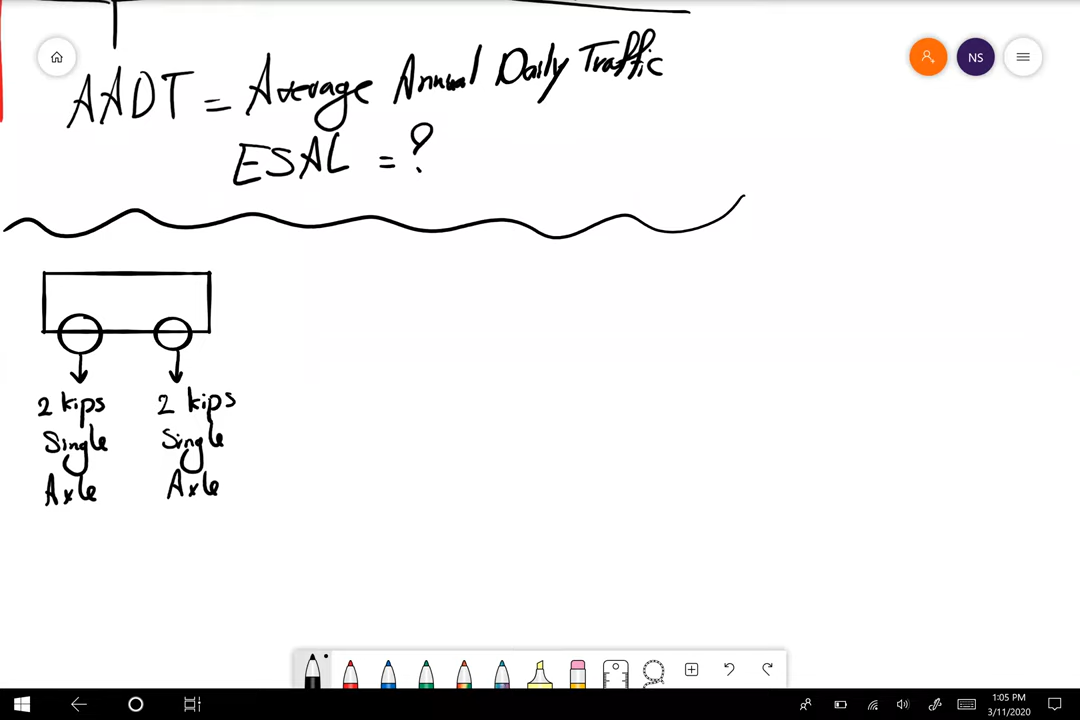 AADT = Average Annual Daily Traffic
NS
ESAL = ?
2 kips 2 kips
Single Single
Axle Axle
1:05 PM
3/11/2020